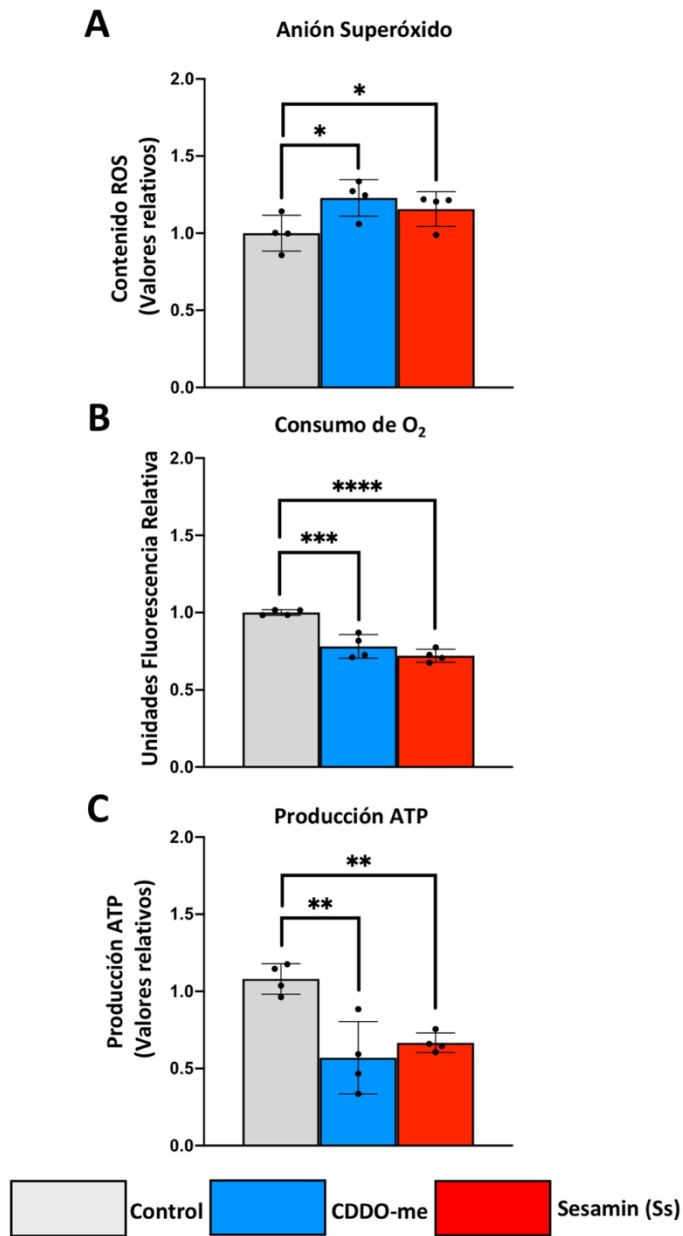 A
Anión Superóxido
Contenido ROS
(Valores relativos)
2.0
1.5
1.0
0.5
0.0
*
*
B
Consumo de O₂
Unidades Fluorescencia Relativa
2.0
1.5
1.0
0.5
0.0
****
***
C
Producción ATP
Producción ATP
(Valores relativos)
2.0
1.5
1.0
0.5
0.0
**
**
Control
CDDO-me
Sesamin (Ss)